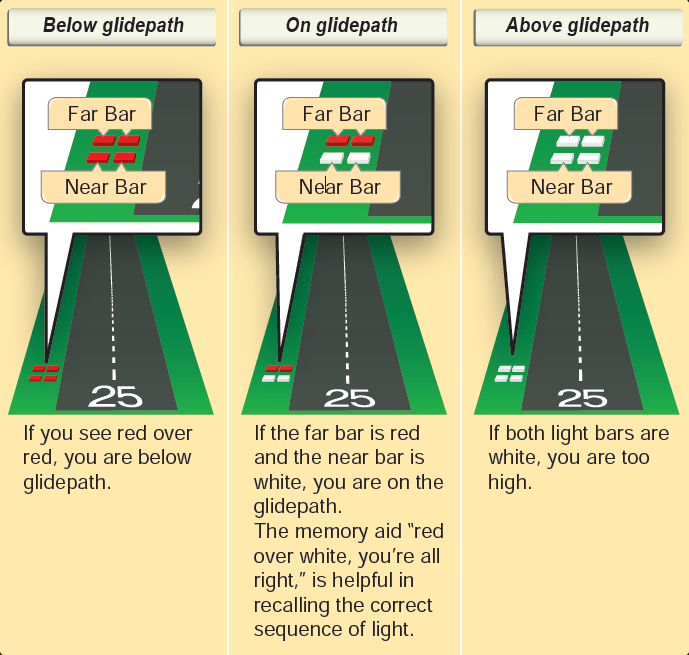 Below glidepath
Far Bar
Near Bar
25
If you see red over
red, you are below
glidepath.
On glidepath
Far Bar
Near Bar
25
If the far bar is red
and the near bar is
white, you are on the
glidepath.
The memory aid “red
over white, you’re all
right,” is helpful in
recalling the correct
sequence of light.
Above glidepath
Far Bar
Near Bar
25
If both light bars are
white, you are too
high.